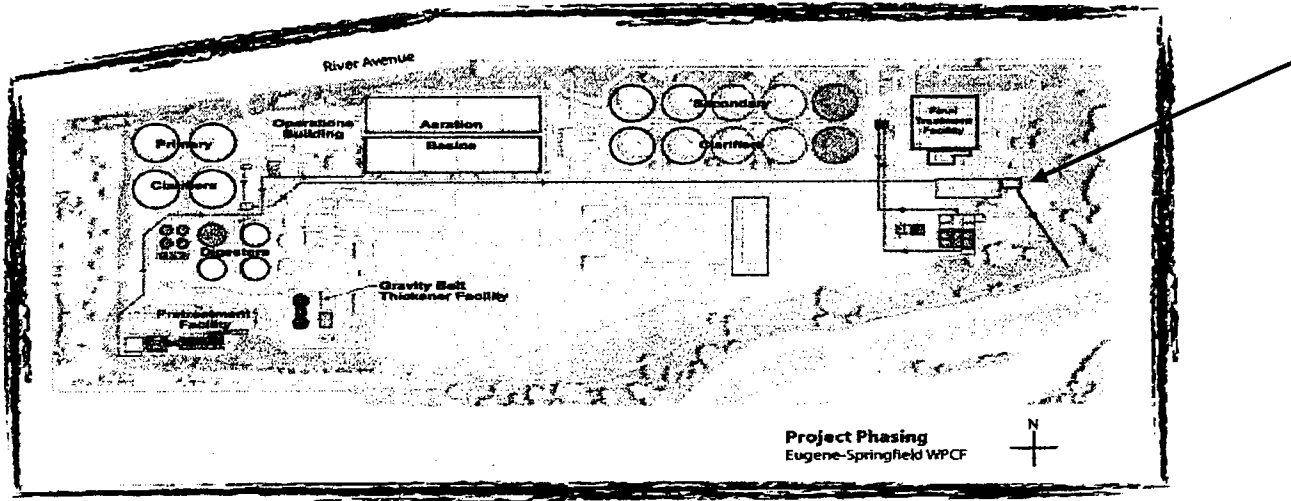 River Avenue
Primary
Clarifiers
Operations
Building
Aeration
Basins
Secondary
Clarifiers
Final
Treatment
Facility
Digesters
Gravity Belt
Thickener Facility
Pretreatment
Facility
N
Project Phasing
Eugene-Springfield WPCF